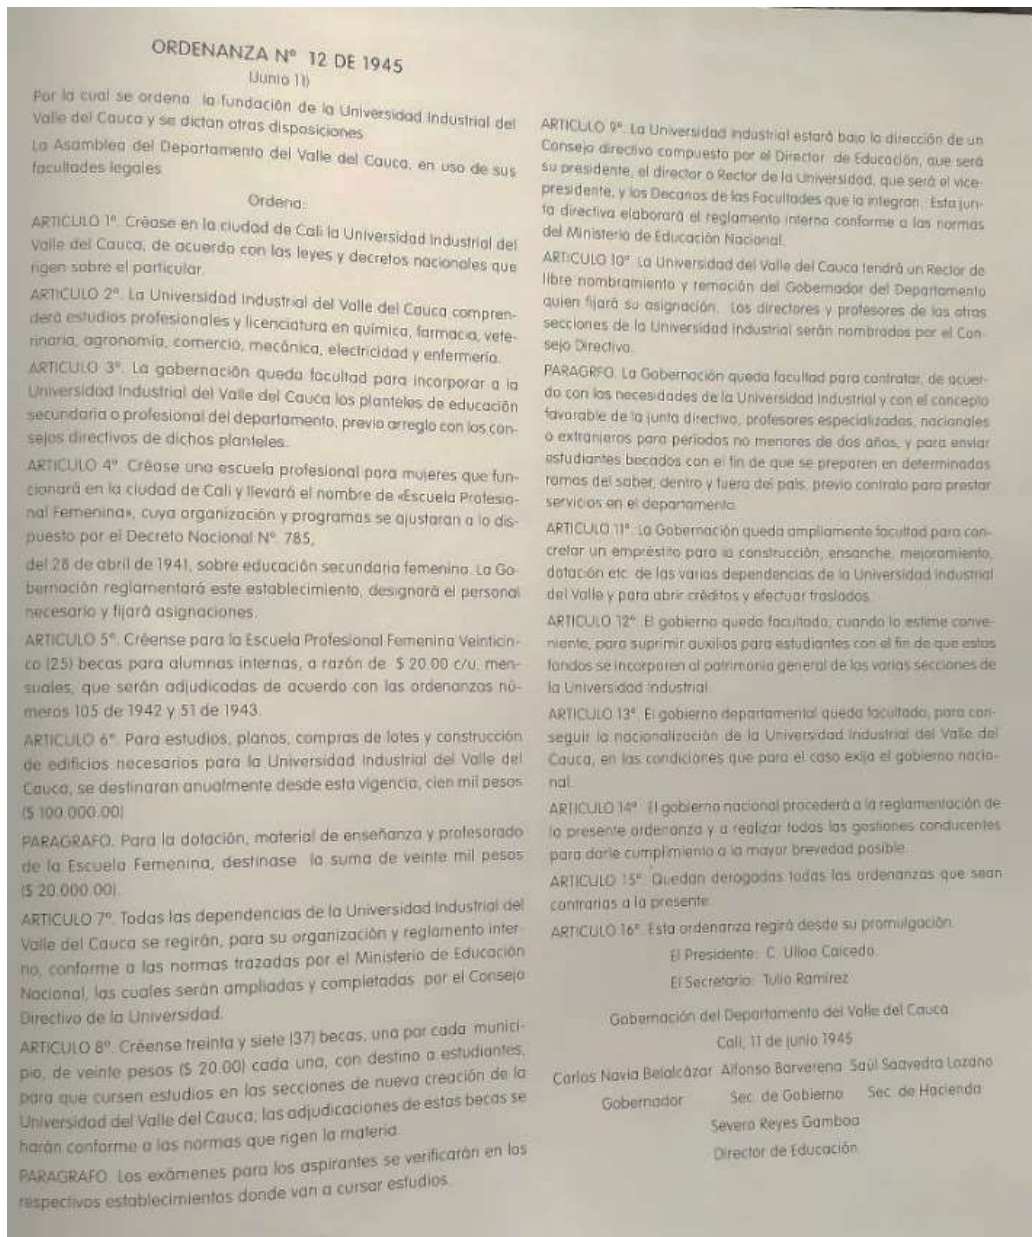 ORDENANZA Nº 12 DE 1945
(Junio 11)
Por la cual se ordena la fundación de la Universidad Industrial del
Valle del Cauca y se dictan otras disposiciones
La Asamblea del Departamento del Valle del Cauca, en uso de sus
facultades legales
Ordena:
ARTICULO 1º. Créase en la ciudad de Cali la Universidad Industrial del
Valle del Cauca, de acuerdo con las leyes y decretos nacionales que
rigen sobre el particular.
ARTICULO 2º. La Universidad Industrial del Valle del Cauca compren-
derá estudios profesionales y licenciatura en química, farmacia, vete-
rinaria, agronomía, comercio, mecánica, electricidad y enfermería.
ARTICULO 3º. La gobernación queda facultad para incorporar a la
Universidad Industrial del Valle del Cauca los planteles de educación
secundaria o profesional del departamento, previo arreglo con los con-
sejos directivos de dichos planteles.
ARTICULO 4º. Créase una escuela profesional para mujeres que fun-
cionará en la ciudad de Cali y llevará el nombre de «Escuela Profesio-
nal Femenina», cuya organización y programas se ajustaran a lo dis-
puesto por el Decreto Nacional Nº. 785,
del 28 de abril de 1941, sobre educación secundaria femenina. La Go-
bernación reglamentará este establecimiento, designará el personal
necesario y fijará asignaciones.
ARTICULO 5º. Créense para la Escuela Profesional Femenina Veinticin-
co (25) becas para alumnas internas, a razón de $ 20.00 c/u. men-
suales, que serán adjudicadas de acuerdo con las ordenanzas nú-
meros 105 de 1942 y 51 de 1943.
ARTICULO 6º. Para estudios, planos, compras de lotes y construcción
de edificios necesarios para la Universidad Industrial del Valle del
Cauca, se destinaran anualmente desde esta vigencia, cien mil pesos
($ 100.000.00)
PARAGRAFO. Para la dotación, material de enseñanza y profesorado
de la Escuela Femenina, destínase la suma de veinte mil pesos
($ 20.000.00).
ARTICULO 7º. Todas las dependencias de la Universidad Industrial del
Valle del Cauca se regirán, para su organización y reglamento inter-
no, conforme a las normas trazadas por el Ministerio de Educación
Nacional, las cuales serán ampliadas y completadas por el Consejo
Directivo de la Universidad.
ARTICULO 8º. Créense treinta y siete (37) becas, una por cada munici-
pio, de veinte pesos ($ 20.00) cada una, con destino a estudiantes,
para que cursen estudios en las secciones de nueva creación de la
Universidad del Valle del Cauca; las adjudicaciones de estas becas se
harán conforme a las normas que rigen la materia.
PARAGRAFO. Los exámenes para los aspirantes se verificarán en los
respectivos establecimientos donde van a cursar estudios.
ARTICULO 9º. La Universidad Industrial estará bajo la dirección de un
Consejo directivo compuesto por el Director de Educación, que será
su presidente, el director o Rector de la Universidad, que será el vice-
presidente, y los Decanos de las Facultades que la integran. Esta jun-
ta directiva elaborará el reglamento interno conforme a las normas
del Ministerio de Educación Nacional.
ARTICULO 10º La Universidad del Valle del Cauca tendrá un Rector de
libre nombramiento y remoción del Gobernador del Departamento
quien fijará su asignación. Los directores y profesores de las otras
secciones de la Universidad Industrial serán nombrados por el Con-
sejo Directiva.
PARAGRFO. La Gobernación queda facultad para contratar, de acuer-
do con las necesidades de la Universidad Industrial y con el concepto
favorable de la junta directivo, profesores especializados, nacionales
o extranjeros para períodos no menores de dos años, y para enviar
estudiantes becados con el fin de que se preparen en determinadas
ramas del saber, dentro y fuera del país, previo contrato para prestar
servicios en el departamento.
ARTICULO 11º. La Gobernación queda ampliamente facultad para con-
cretar un empréstito para la construcción, ensanche, mejoramiento,
dotación etc. de las varias dependencias de la Universidad industrial
del Valle y para abrir créditos y efectuar traslados.
ARTICULO 12º. El gobierno queda facultado, cuando lo estime conve-
niente, para suprimir auxilios para estudiantes con el fin de que estos
fondos se incorporen al patrimonio general de las varias secciones de
la Universidad Industrial.
ARTICULO 13º. El gobierno departamental queda facultado, para con-
seguir la nacionalización de la Universidad Industrial del Valle del
Cauca, en las condiciones que para el caso exija el gobierno nacio-
nal.
ARTICULO 14º. El gobierno nacional procederá a la reglamentación de
la presente ordenanza y a realizar todas las gestiones conducentes
para darle cumplimiento a la mayor brevedad posible.
ARTICULO 15º. Quedan derogadas todas las ordenanzas que sean
contrarias a la presente.
ARTICULO 16º. Esta ordenanza regirá desde su promulgación.
El Presidente: C. Ulloa Caicedo.
El Secretario: Tulio Ramírez
Gobernación del Departamento del Valle del Cauca
Cali, 11 de junio 1945
Carlos Navia Belalcázar Alfonso Barverena Saúl Saavedra Lozano
Gobernador Sec. de Gobierno Sec. de Hacienda
Severo Reyes Gamboa
Director de Educación